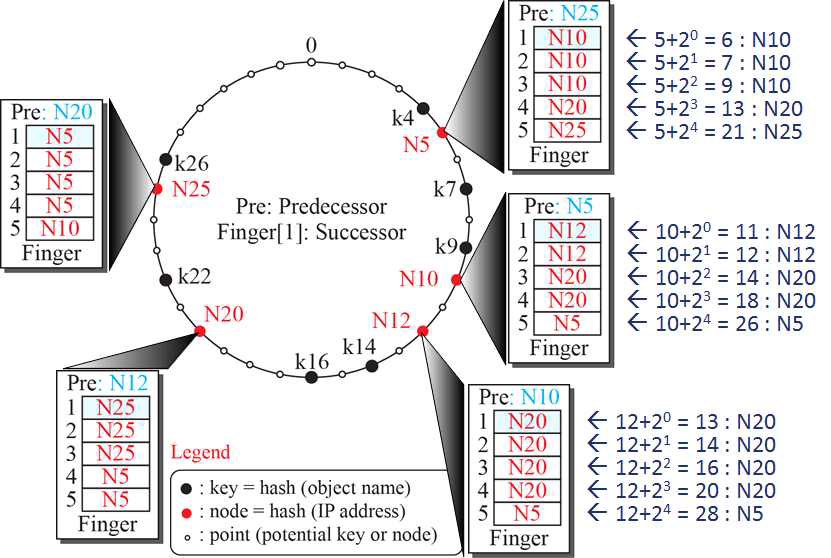 0
Pre: N25
1 N10
2 N10
3 N10
4 N20
5 N25
Finger
← 5+2⁰ = 6 : N10
← 5+2¹ = 7 : N10
← 5+2² = 9 : N10
← 5+2³ = 13 : N20
← 5+2⁴ = 21 : N25
Pre: N20
1 N5
2 N5
3 N5
4 N5
5 N10
Finger
k4
N5
k26
N25
k7
Pre: Predecessor
Finger[1]: Successor
k9
N10
k22
N20
N12
k14
k16
Pre: N5
1 N12
2 N12
3 N20
4 N20
5 N5
Finger
← 10+2⁰ = 11 : N12
← 10+2¹ = 12 : N12
← 10+2² = 14 : N20
← 10+2³ = 18 : N20
← 10+2⁴ = 26 : N5
Pre: N12
1 N25
2 N25
3 N25
4 N5
5 N5
Finger
Legend
: key = hash (object name)
: node = hash (IP address)
: point (potential key or node)
Pre: N10
1 N20
2 N20
3 N20
4 N20
5 N5
Finger
← 12+2⁰ = 13 : N20
← 12+2¹ = 14 : N20
← 12+2² = 16 : N20
← 12+2³ = 20 : N20
← 12+2⁴ = 28 : N5